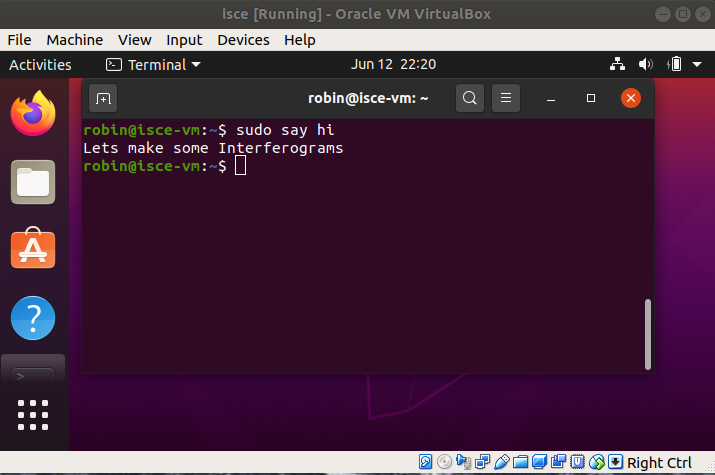 isce [Running] - Oracle VM VirtualBox
File Machine View Input Devices Help
Activities Terminal Jun 12 22:20
robin@isce-vm: ~
robin@isce-vm:~$ sudo say hi
Lets make some Interferograms
robin@isce-vm:~$
Right Ctrl